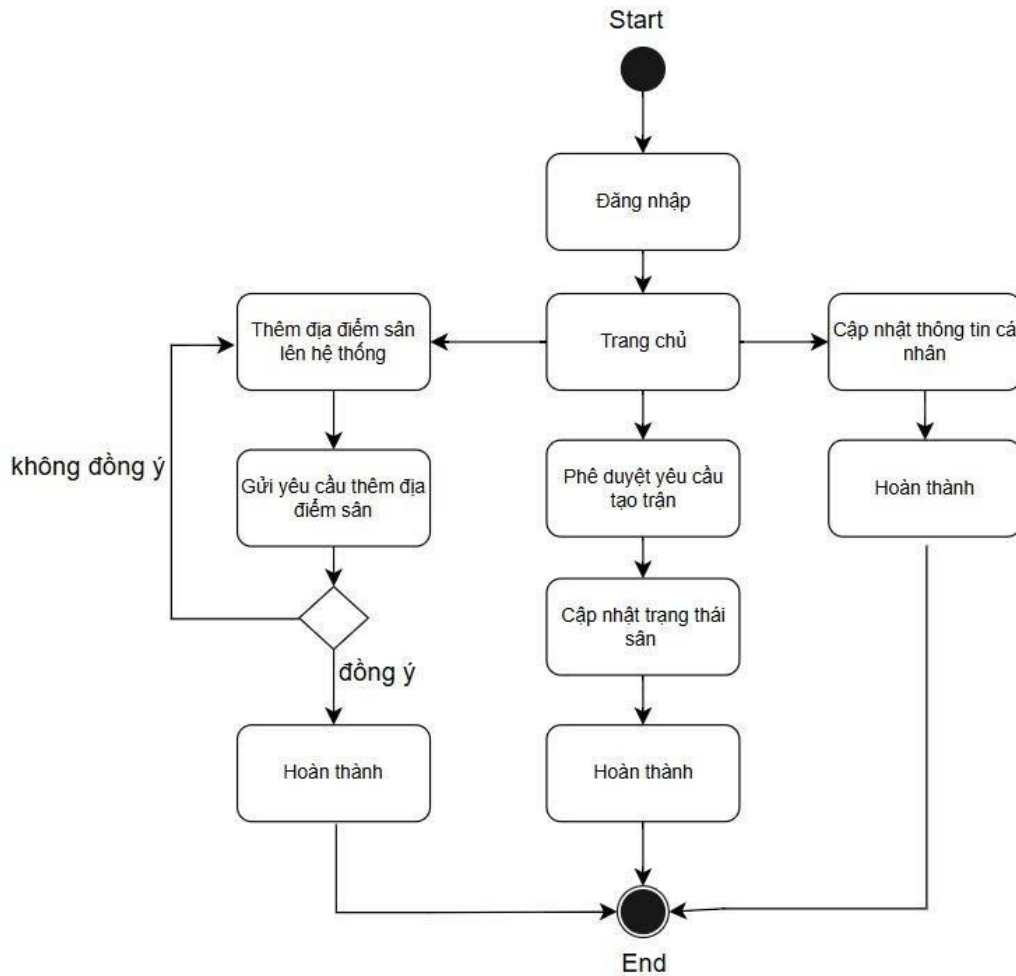 Start
Đăng nhập
Thêm địa điểm sân
lên hệ thống
Trang chủ
Cập nhật thông tin cá
nhân
không đồng ý
Gửi yêu cầu thêm địa
điểm sân
Phê duyệt yêu cầu
tạo trận
Hoàn thành
Cập nhật trạng thái
sân
đồng ý
Hoàn thành
Hoàn thành
End